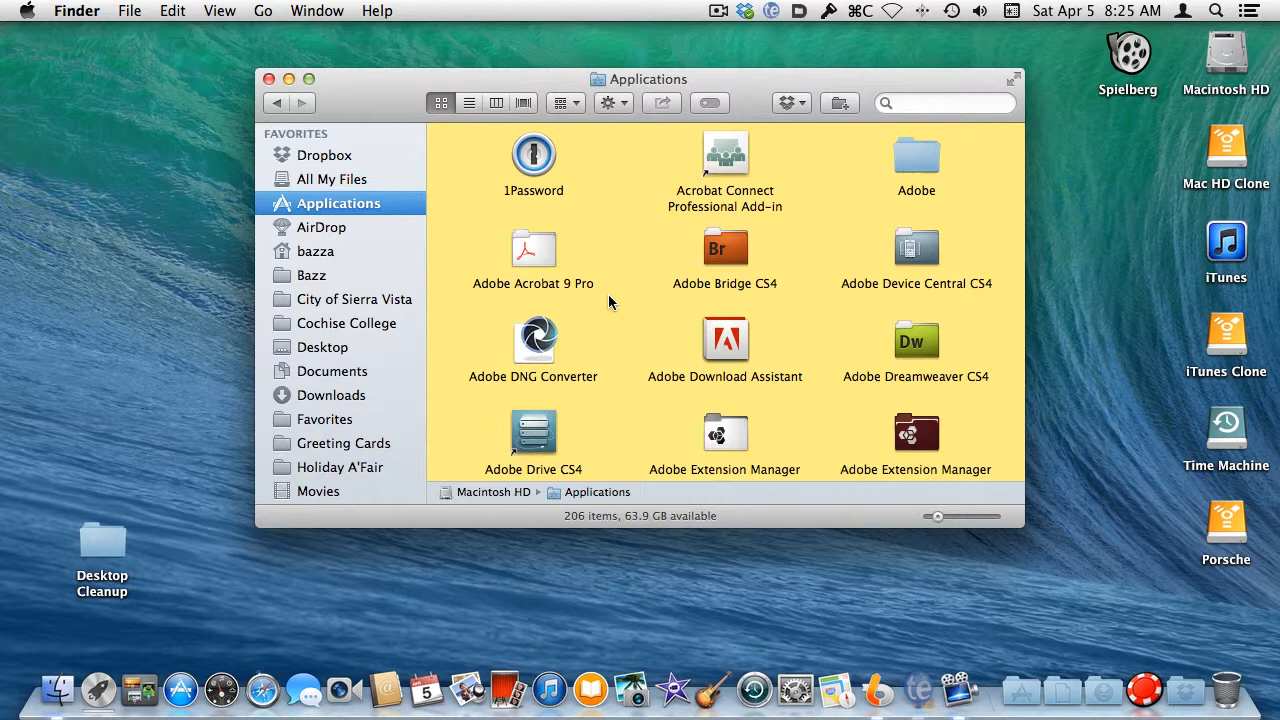 Finder File Edit View Go Window Help
⌘C Sat Apr 5 8:25 AM
Applications
FAVORITES
Dropbox
All My Files
Applications
AirDrop
bazza
Bazz
City of Sierra Vista
Cochise College
Desktop
Documents
Downloads
Favorites
Greeting Cards
Holiday A'Fair
Movies
1Password
Acrobat Connect
Professional Add-in
Adobe
Adobe Acrobat 9 Pro
Br
Adobe Bridge CS4
Adobe Device Central CS4
Adobe DNG Converter
Adobe Download Assistant
Dw
Adobe Dreamweaver CS4
Adobe Drive CS4
Adobe Extension Manager
Adobe Extension Manager
Macintosh HD Applications
206 items, 63.9 GB available
Spielberg
Macintosh HD
Mac HD Clone
iTunes
iTunes Clone
Time Machine
Porsche
Desktop
Cleanup
5
te